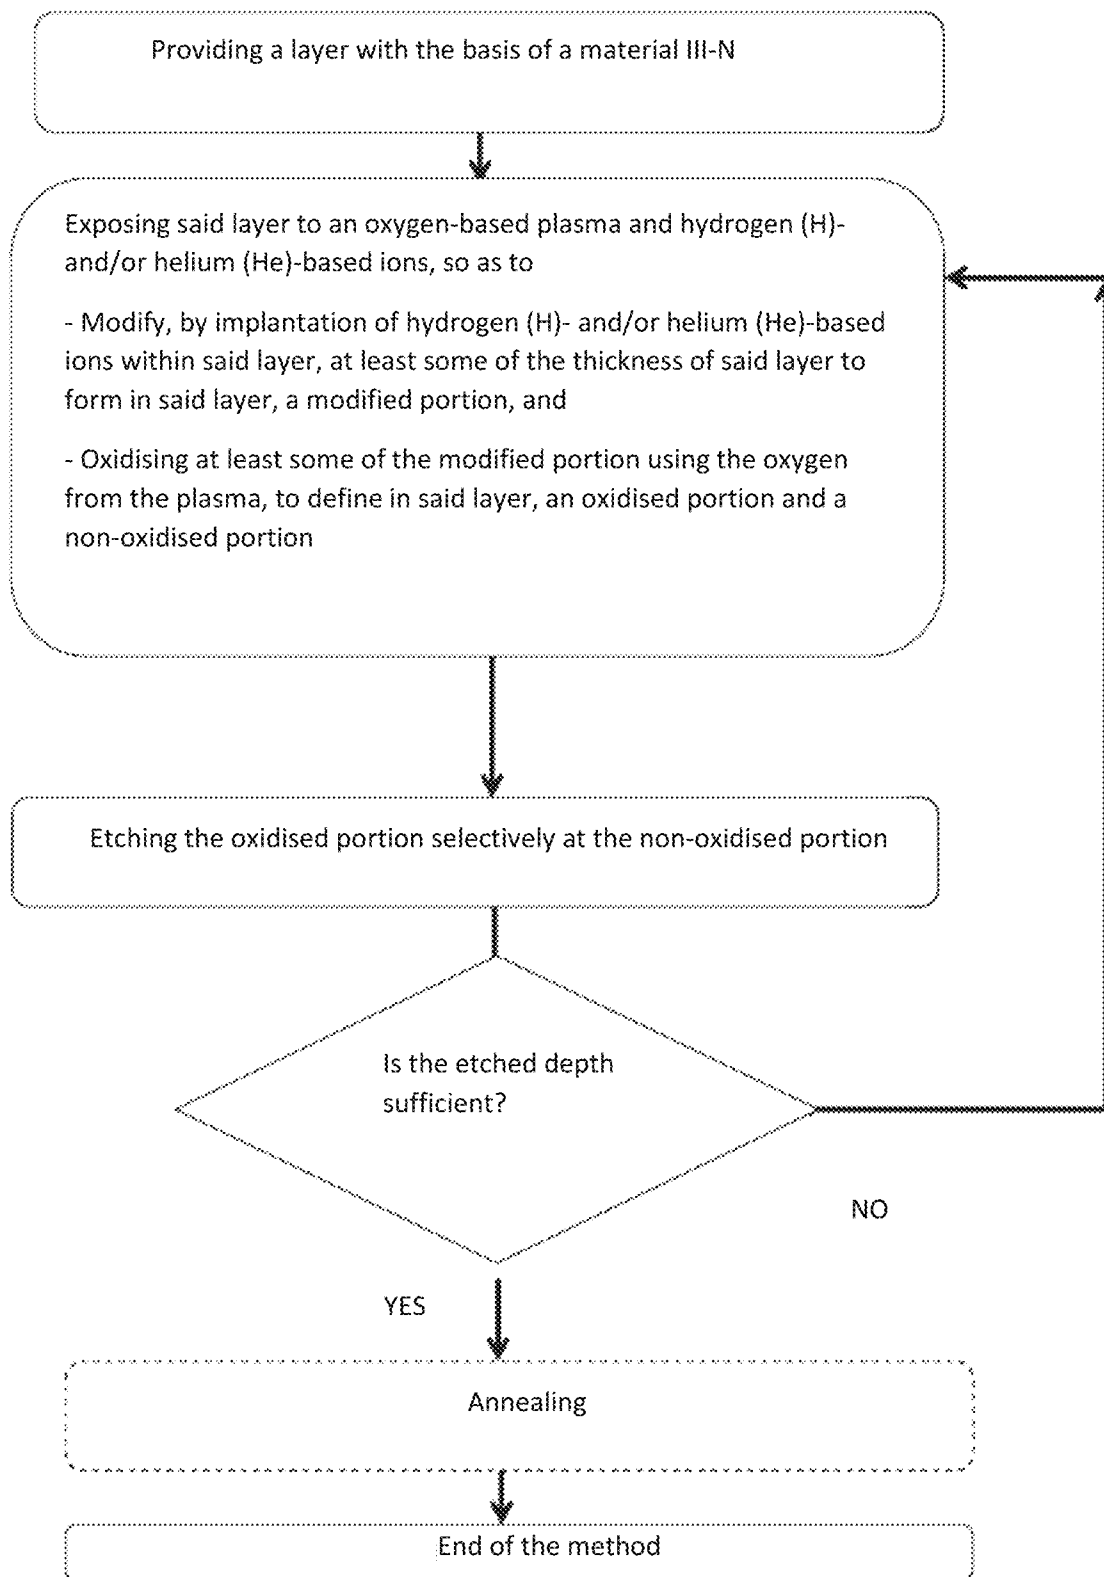 Providing a layer with the basis of a material III-N
Exposing said layer to an oxygen-based plasma and hydrogen (H)-
and/or helium (He)-based ions, so as to
- Modify, by implantation of hydrogen (H)- and/or helium (He)-based
ions within said layer, at least some of the thickness of said layer to
form in said layer, a modified portion, and
- Oxidising at least some of the modified portion using the oxygen
from the plasma, to define in said layer, an oxidised portion and a
non-oxidised portion
Etching the oxidised portion selectively at the non-oxidised portion
Is the etched depth
sufficient?
NO
YES
Annealing
End of the method